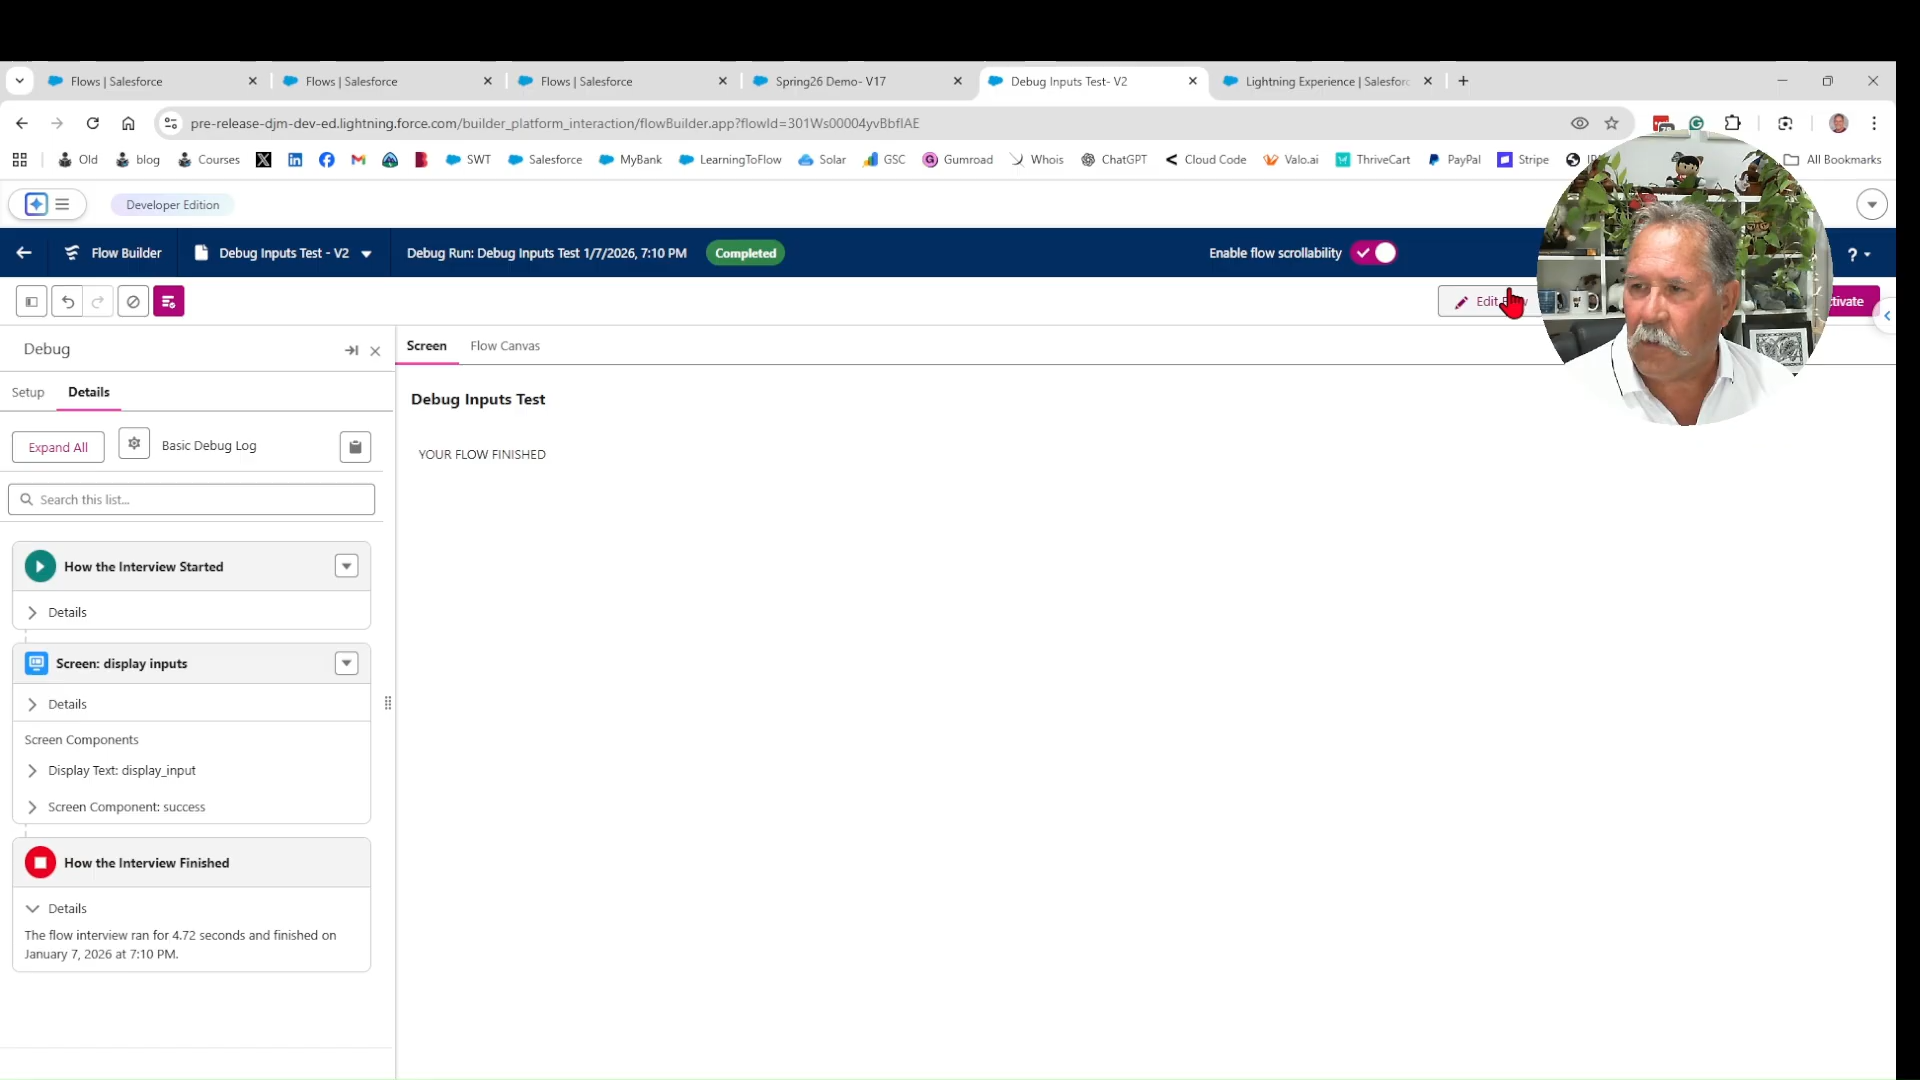 Flows | Salesforce
Flows | Salesforce
Flows | Salesforce
Spring26 Demo- V17
Debug Inputs Test- V2
Lightning Experience | Salesforc
pre-release-djm-dev-ed.lightning.force.com/builder_platform_interaction/flowBuilder.app?flowId=301Ws00004yvBbfIAE
Old
blog
Courses
SWT
Salesforce
MyBank
LearningToFlow
Solar
GSC
Gumroad
Whois
ChatGPT
Cloud Code
Valo.ai
ThriveCart
PayPal
Stripe
All Bookmarks
Developer Edition
Flow Builder
Debug Inputs Test - V2
Debug Run: Debug Inputs Test 1/7/2026, 7:10 PM
Completed
Enable flow scrollability
?
Edit
tivate
Debug
Screen
Flow Canvas
Setup
Details
Debug Inputs Test
Expand All
Basic Debug Log
YOUR FLOW FINISHED
Search this list...
How the Interview Started
Details
Screen: display inputs
Details
Screen Components
Display Text: display_input
Screen Component: success
How the Interview Finished
Details
The flow interview ran for 4.72 seconds and finished on
January 7, 2026 at 7:10 PM.